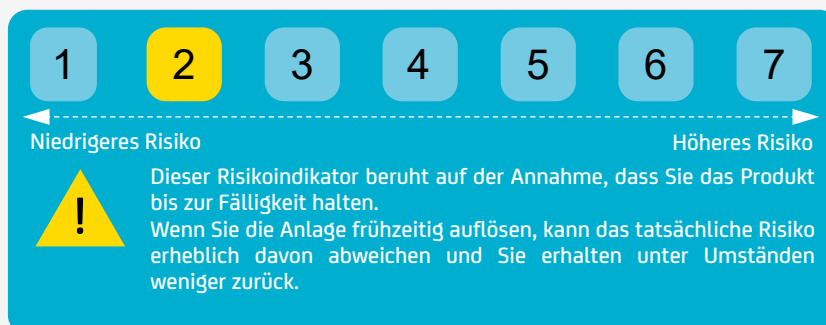 1 2 3 4 5 6 7
Niedrigeres Risiko Höheres Risiko
!
Dieser Risikoindikator beruht auf der Annahme, dass Sie das Produkt
bis zur Fälligkeit halten.
Wenn Sie die Anlage frühzeitig auflösen, kann das tatsächliche Risiko
erheblich davon abweichen und Sie erhalten unter Umständen
weniger zurück.